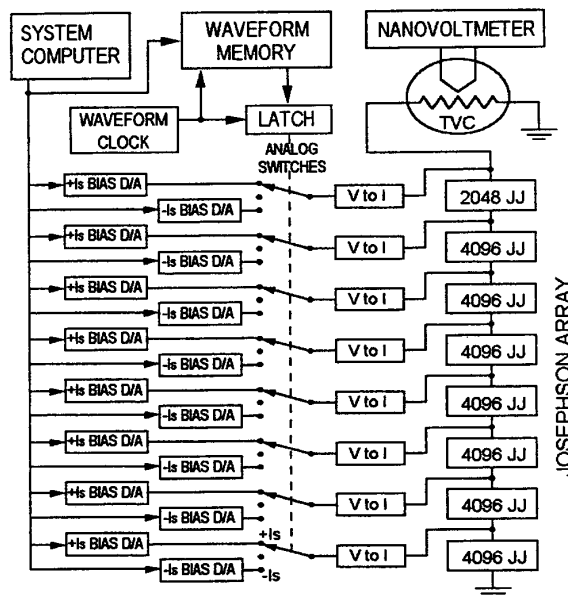 SYSTEM
COMPUTER
WAVEFORM
MEMORY
NANOVOLTMETER
TVC
WAVEFORM
CLOCK
LATCH
ANALOG
SWITCHES
+Is BIAS D/A
-Is BIAS D/A
V to I
2048 JJ
+Is BIAS D/A
-Is BIAS D/A
V to I
4096 JJ
+Is BIAS D/A
-Is BIAS D/A
V to I
4096 JJ
+Is BIAS D/A
-Is BIAS D/A
V to I
4096 JJ
+Is BIAS D/A
-Is BIAS D/A
V to I
4096 JJ
+Is BIAS D/A
-Is BIAS D/A
V to I
4096 JJ
+Is BIAS D/A
-Is BIAS D/A
V to I
4096 JJ
+Is BIAS D/A
+Is
-Is BIAS D/A
-Is
V to I
4096 JJ
JOSEPHSON ARRAY